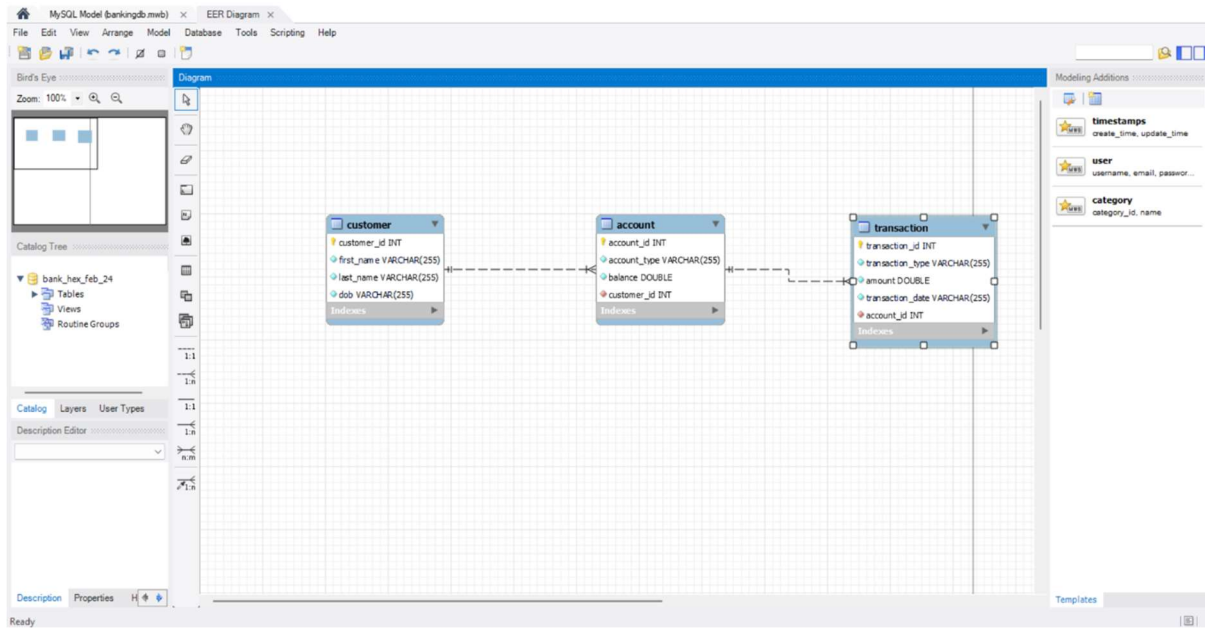 MySQL Model (bankingdb.mwb) × EER Diagram ×
File Edit View Arrange Model Database Tools Scripting Help
Bird's Eye
Zoom: 100%
Diagram
Modeling Additions
timestamps
create_time, update_time
user
username, email, passwor...
category
category_id, name
Catalog Tree
bank_hex_feb_24
Tables
Views
Routine Groups
Catalog Layers User Types
Description Editor
Description Properties H
1:1
1:n
1:1
1:n
n:m
1:n
customer
customer_id INT
first_name VARCHAR(255)
last_name VARCHAR(255)
dob VARCHAR(255)
Indexes
account
account_id INT
account_type VARCHAR(255)
balance DOUBLE
customer_id INT
Indexes
transaction
transaction_id INT
transaction_type VARCHAR(255)
amount DOUBLE
transaction_date VARCHAR(255)
account_id INT
Indexes
Templates
Ready